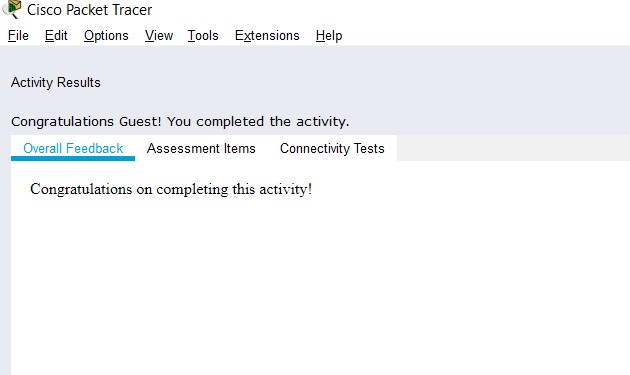 Cisco Packet Tracer
File Edit Options View Tools Extensions Help
Activity Results
Congratulations Guest! You completed the activity.
Overall Feedback Assessment Items Connectivity Tests
Congratulations on completing this activity!